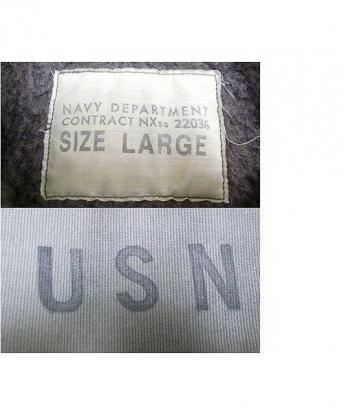 NAVY DEPARTMENT
CONTRACT NXss 22036
SIZE LARGE
USN